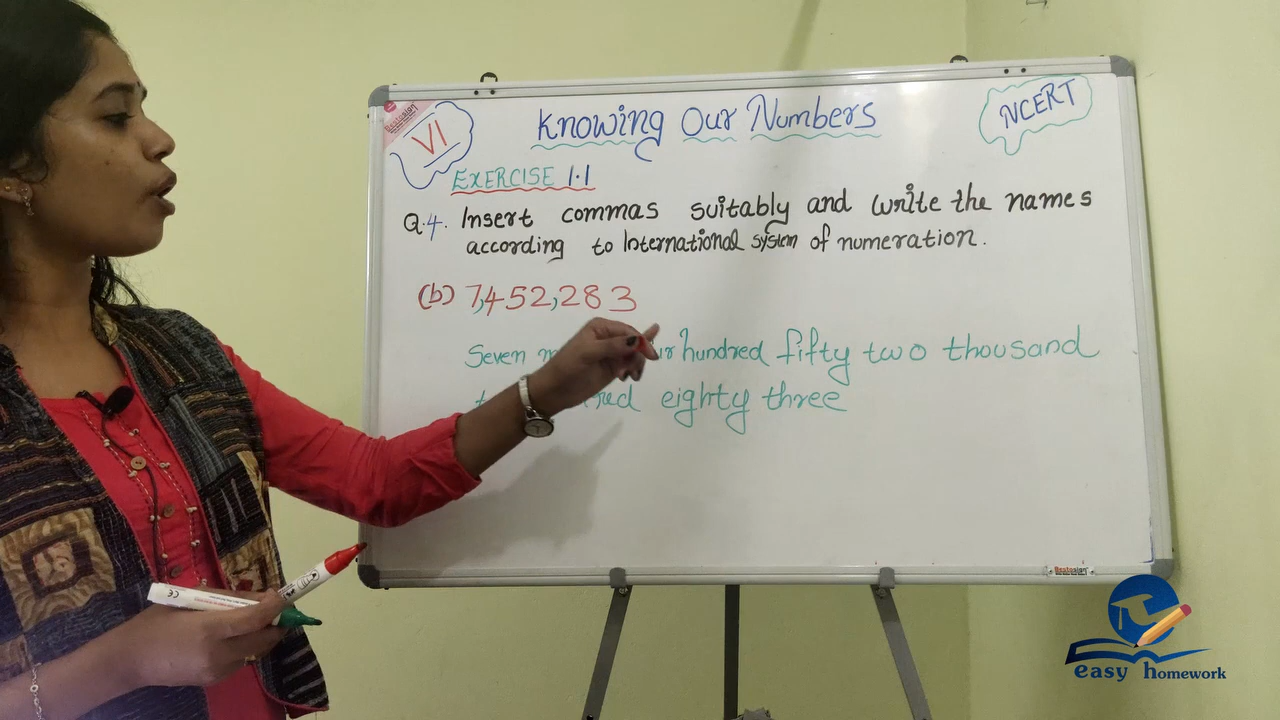 VI
Knowing Our Numbers
NCERT
EXERCISE 1.1
Q.4. Insert commas suitably and write the names
according to International system of numeration.
(b) 7,452,283
Seven hundred fifty two thousand
eighty three
Bestosign
easy homework